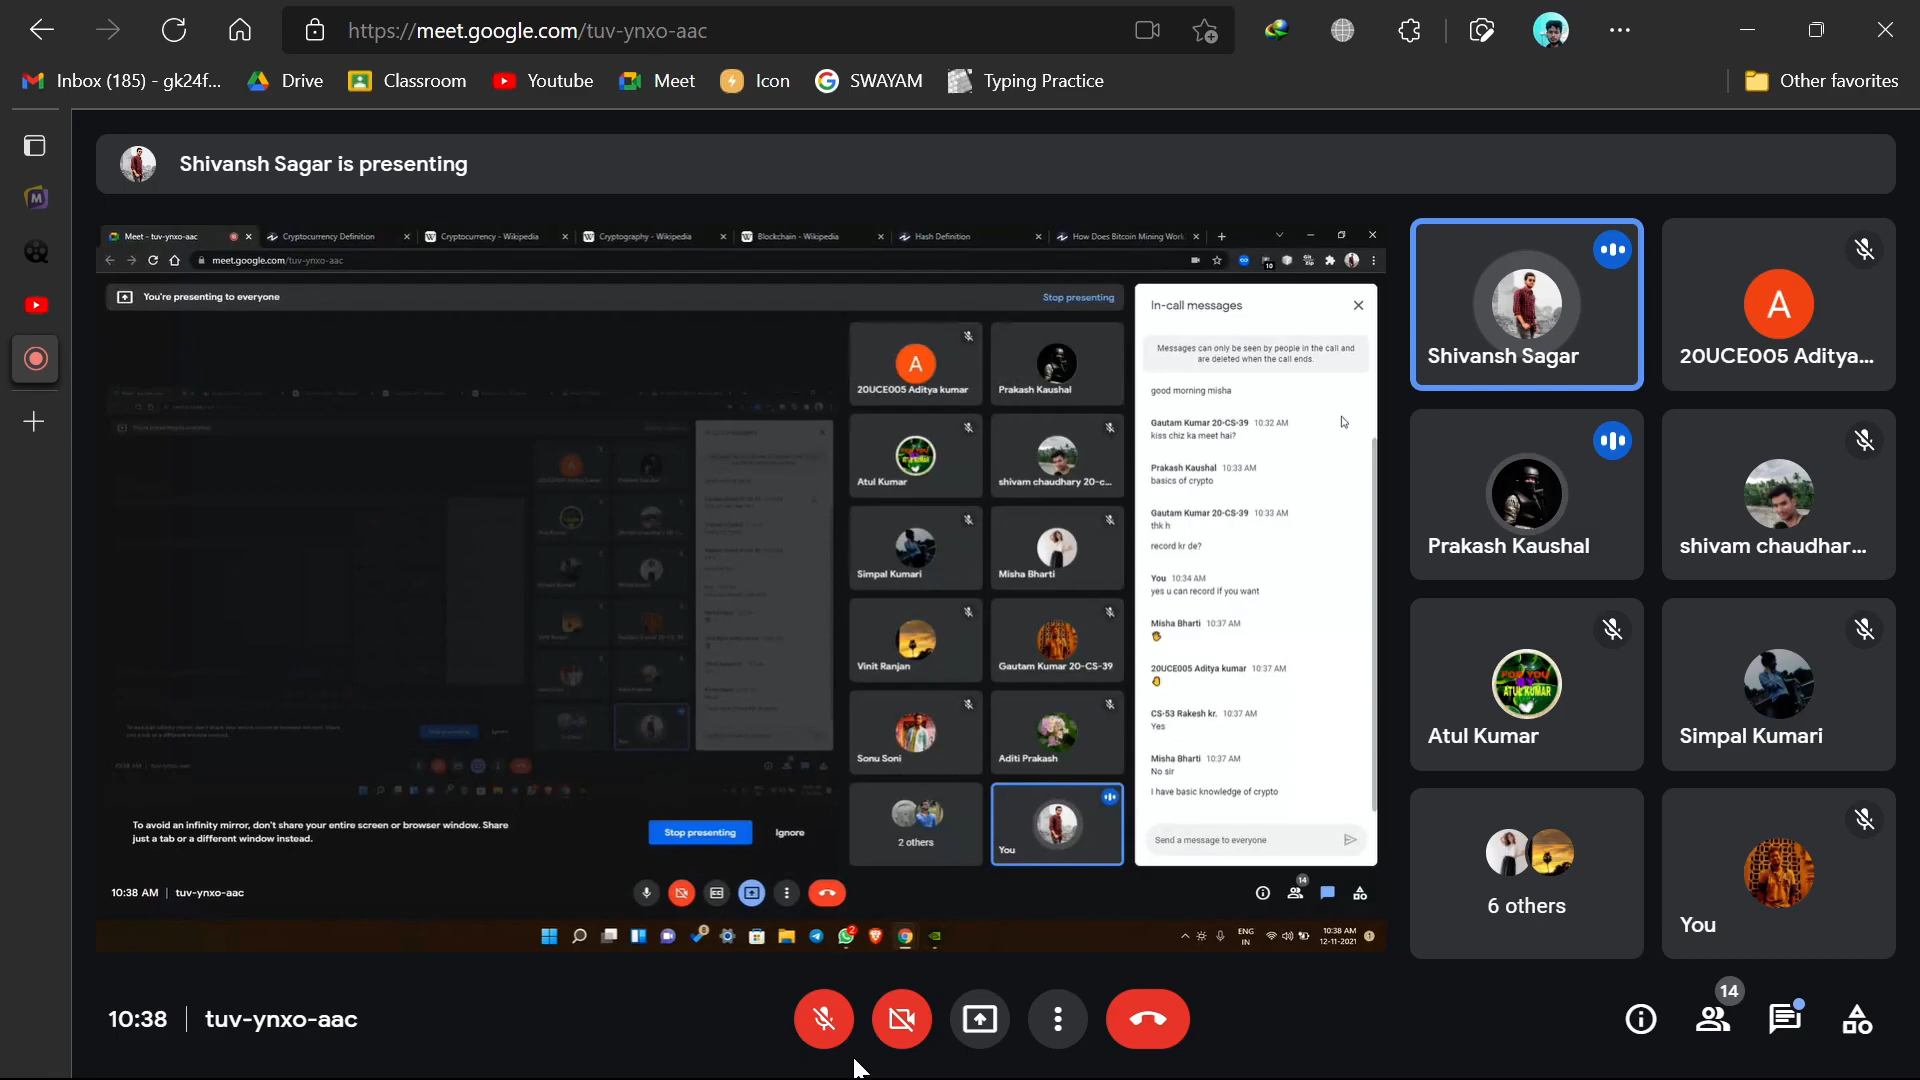 https://meet.google.com/tuv-ynxo-aac
Inbox (185) - gk24f...
Drive
Classroom
Youtube
Meet
Icon
SWAYAM
Typing Practice
Other favorites
Shivansh Sagar is presenting
Meet - tuv-ynxo-aac
Cryptocurrency Definition
Cryptocurrency - Wikipedia
Cryptography - Wikipedia
Blockchain - Wikipedia
Hash Definition
How Does Bitcoin Mining Work
meet.google.com/tuv-ynxo-aac
10
You're presenting to everyone
Stop presenting
A
20UCE005 Aditya kumar
Prakash Kaushal
Atul Kumar
shivam chaudhary 20-c...
Simpal Kumari
Misha Bharti
Vinit Ranjan
Gautam Kumar 20-CS-39
Sonu Soni
Aditi Prakash
2 others
You
In-call messages
Messages can only be seen by people in the call and
are deleted when the call ends.
good morning misha
Gautam Kumar 20-CS-39 10:32 AM
kiss chiz ka meet hai?
Prakash Kaushal 10:33 AM
basics of crypto
Gautam Kumar 20-CS-39 10:33 AM
thk h
record kr de?
You 10:34 AM
yes u can record if you want
Misha Bharti 10:37 AM
20UCE005 Aditya kumar 10:37 AM
CS-53 Rakesh kr. 10:37 AM
Yes
Misha Bharti 10:37 AM
No sir
I have basic knowledge of crypto
Send a message to everyone
To avoid an infinity mirror, don't share your entire screen or browser window. Share
just a tab or a different window instead.
Stop presenting
Ignore
10:38 AM | tuv-ynxo-aac
14
8
2
ENG
IN
10:38 AM
12-11-2021
1
Shivansh Sagar
A
20UCE005 Aditya...
Prakash Kaushal
shivam chaudhar...
FOR YOU
BY
ATUL KUMAR
Atul Kumar
Simpal Kumari
6 others
You
10:38 | tuv-ynxo-aac
14